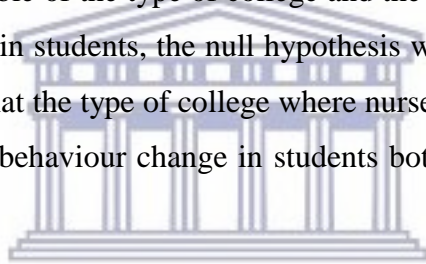 of the type of college and the
in students, the null hypothesis w
at the type of college where nurse
behaviour change in students bot